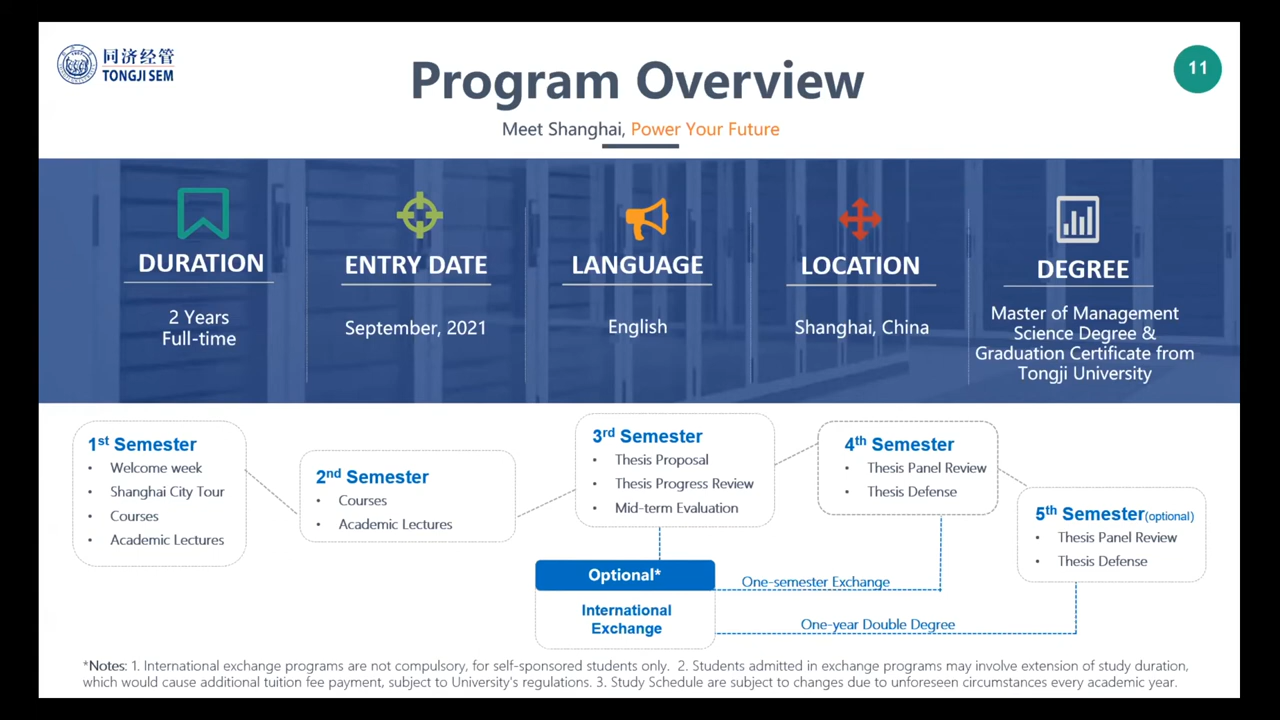 同济经管
TONGJI SEM
Program Overview
11
Meet Shanghai, Power Your Future
DURATION
2 Years
Full-time
ENTRY DATE
September, 2021
LANGUAGE
English
LOCATION
Shanghai, China
DEGREE
Master of Management
Science Degree &
Graduation Certificate from
Tongji University
1st Semester
• Welcome week
• Shanghai City Tour
• Courses
• Academic Lectures
2nd Semester
• Courses
• Academic Lectures
3rd Semester
• Thesis Proposal
• Thesis Progress Review
• Mid-term Evaluation
4th Semester
• Thesis Panel Review
• Thesis Defense
5th Semester(optional)
• Thesis Panel Review
• Thesis Defense
Optional*
International
Exchange
One-semester Exchange
One-year Double Degree
*Notes: 1. International exchange programs are not compulsory, for self-sponsored students only. 2. Students admitted in exchange programs may involve extension of study duration,
which would cause additional tuition fee payment, subject to University's regulations. 3. Study Schedule are subject to changes due to unforeseen circumstances every academic year.